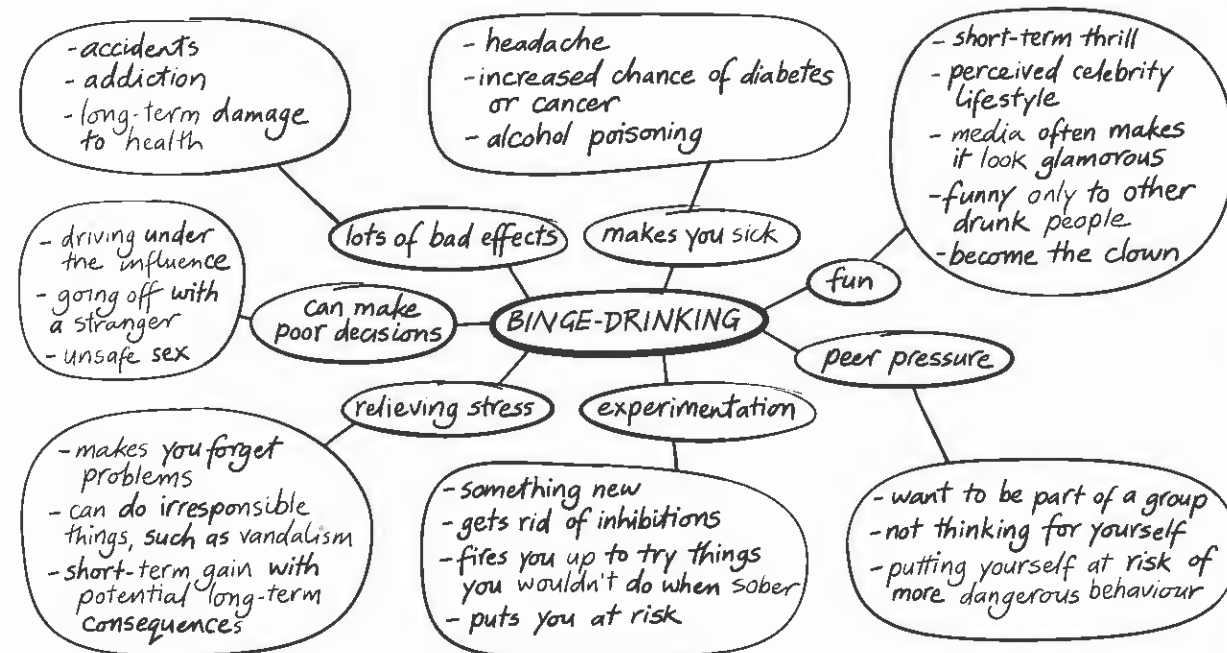 - accidents
- addiction
- long-term damage
to health
- headache
- increased chance of diabetes
or cancer
- alcohol poisoning
- short-term thrill
- perceived celebrity
lifestyle
- media often makes
it look glamorous
- funny only to other
drunk people
- become the clown
lots of bad effects
makes you sick
fun
- driving under
the influence
- going off with
a stranger
- unsafe sex
can make
poor decisions
BINGE-DRINKING
peer pressure
relieving stress
experimentation
- makes you forget
problems
- can do irresponsible
things, such as vandalism
- short-term gain with
potential long-term
consequences
- something new
- gets rid of inhibitions
- fires you up to try things
you wouldn't do when sober
- puts you at risk
- want to be part of a group
- not thinking for yourself
- putting yourself at risk of
more dangerous behaviour